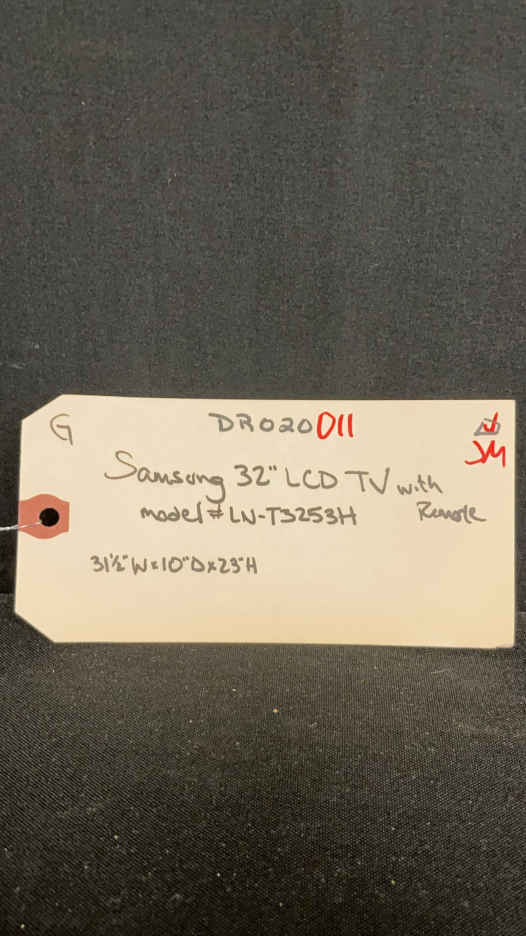 G DR020011
JM
Samsung 32" LCD TV with Remote
model # LN-T3253H
31½"W x 10"D x 23"H